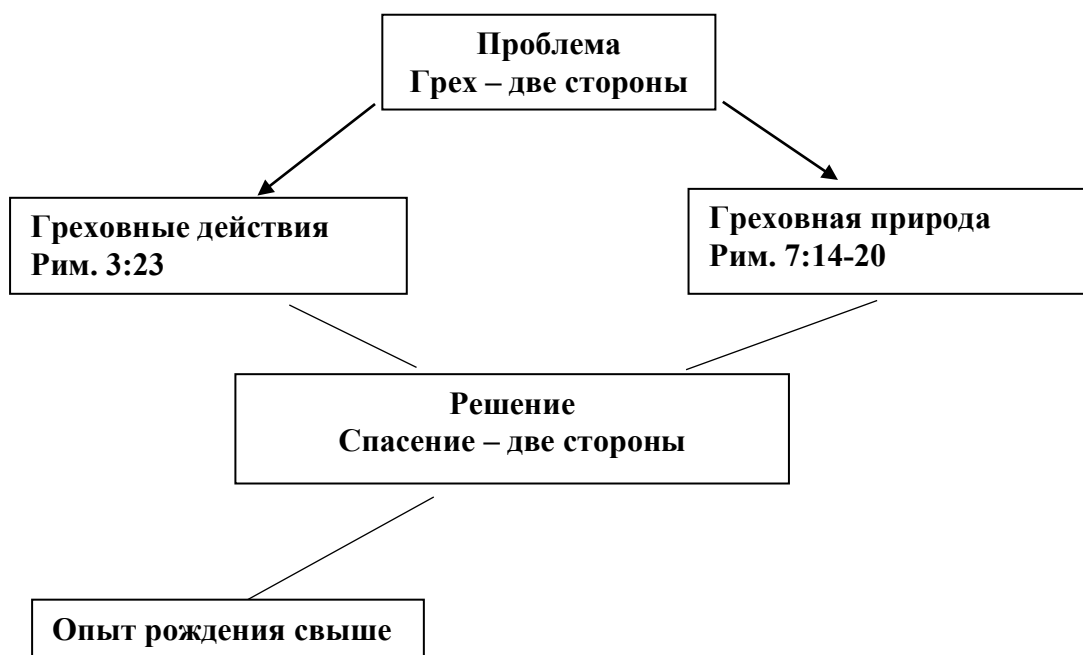 Проблема
Грех – две стороны
Греховные действия
Рим. 3:23
Греховная природа
Рим. 7:14-20
Решение
Спасение – две стороны
Опыт рождения свыше